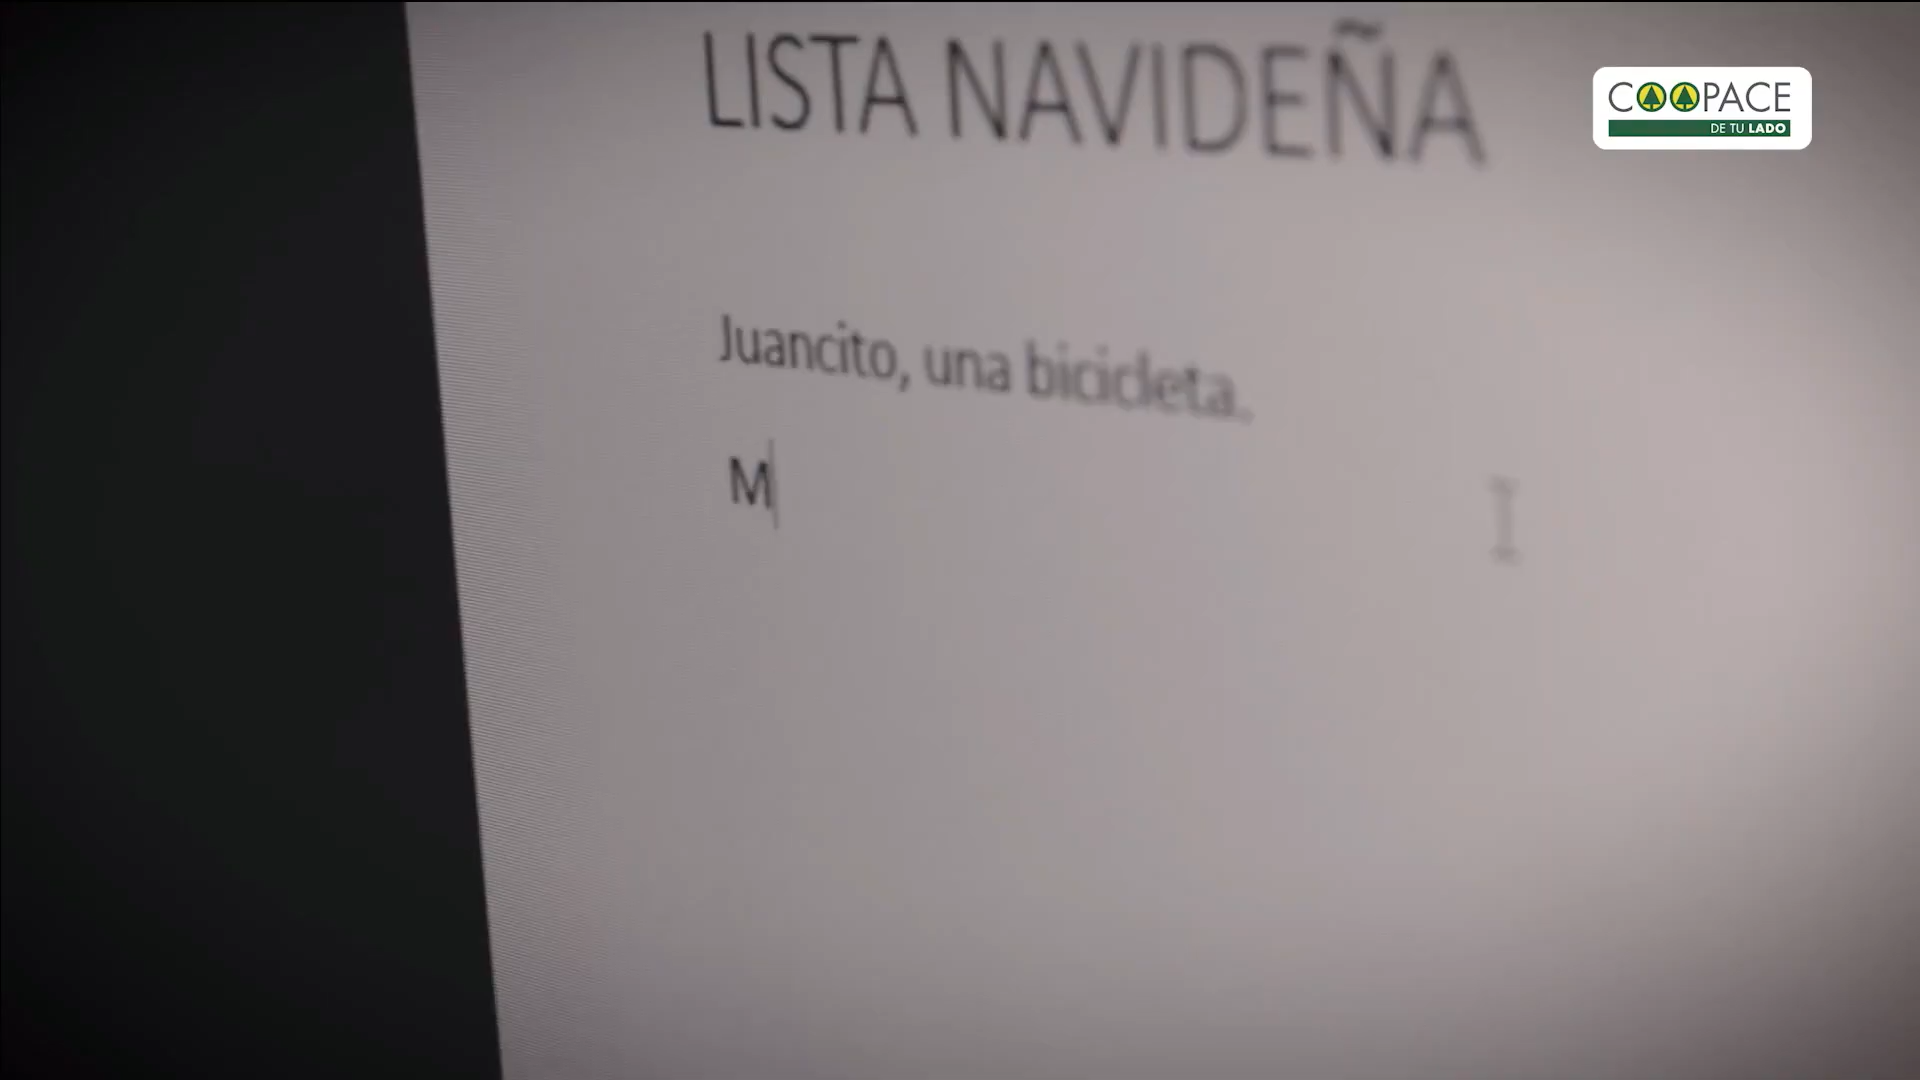 LISTA NAVIDEÑA
COOPACE
DE TU LADO
Juancito, una bicicleta.
M